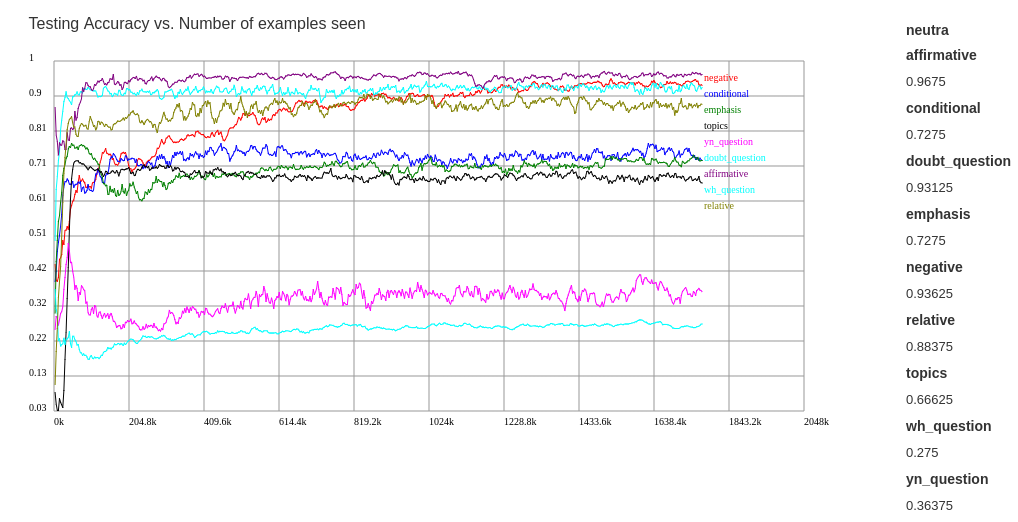 Testing Accuracy vs. Number of examples seen
1
0.9
0.81
0.71
0.61
0.51
0.42
0.32
0.22
0.13
0.03
0k
204.8k
409.6k
614.4k
819.2k
1024k
1228.8k
1433.6k
1638.4k
1843.2k
2048k
negative
conditional
emphasis
topics
yn_question
doubt_question
affirmative
wh_question
relative
neutra
affirmative
0.9675
conditional
0.7275
doubt_question
0.93125
emphasis
0.7275
negative
0.93625
relative
0.88375
topics
0.66625
wh_question
0.275
yn_question
0.36375